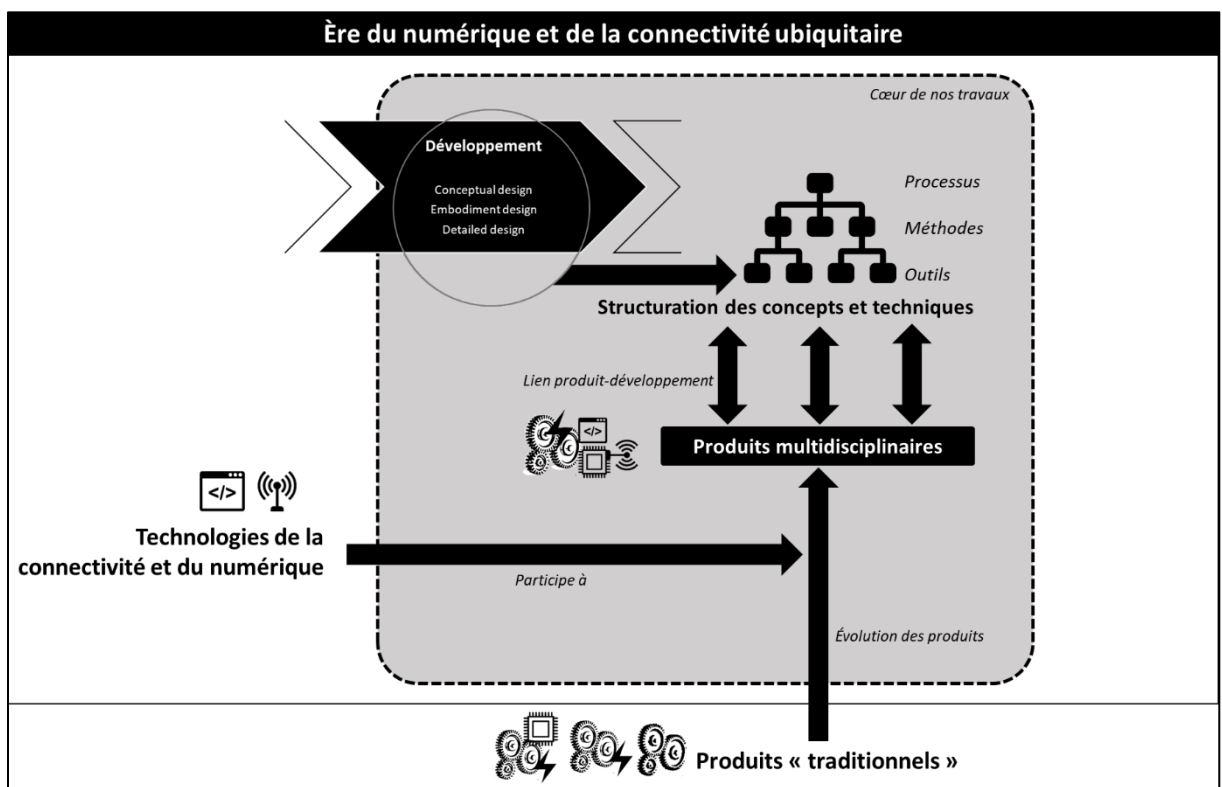 Ère du numérique et de la connectivité ubiquitaire
Cœur de nos travaux
Développement
Conceptual design
Embodiment design
Detailed design
Processus
Méthodes
Outils
Structuration des concepts et techniques
Lien produit-développement
</>
Produits multidisciplinaires
</>
Technologies de la
connectivité et du numérique
Participe à
Évolution des produits
Produits « traditionnels »